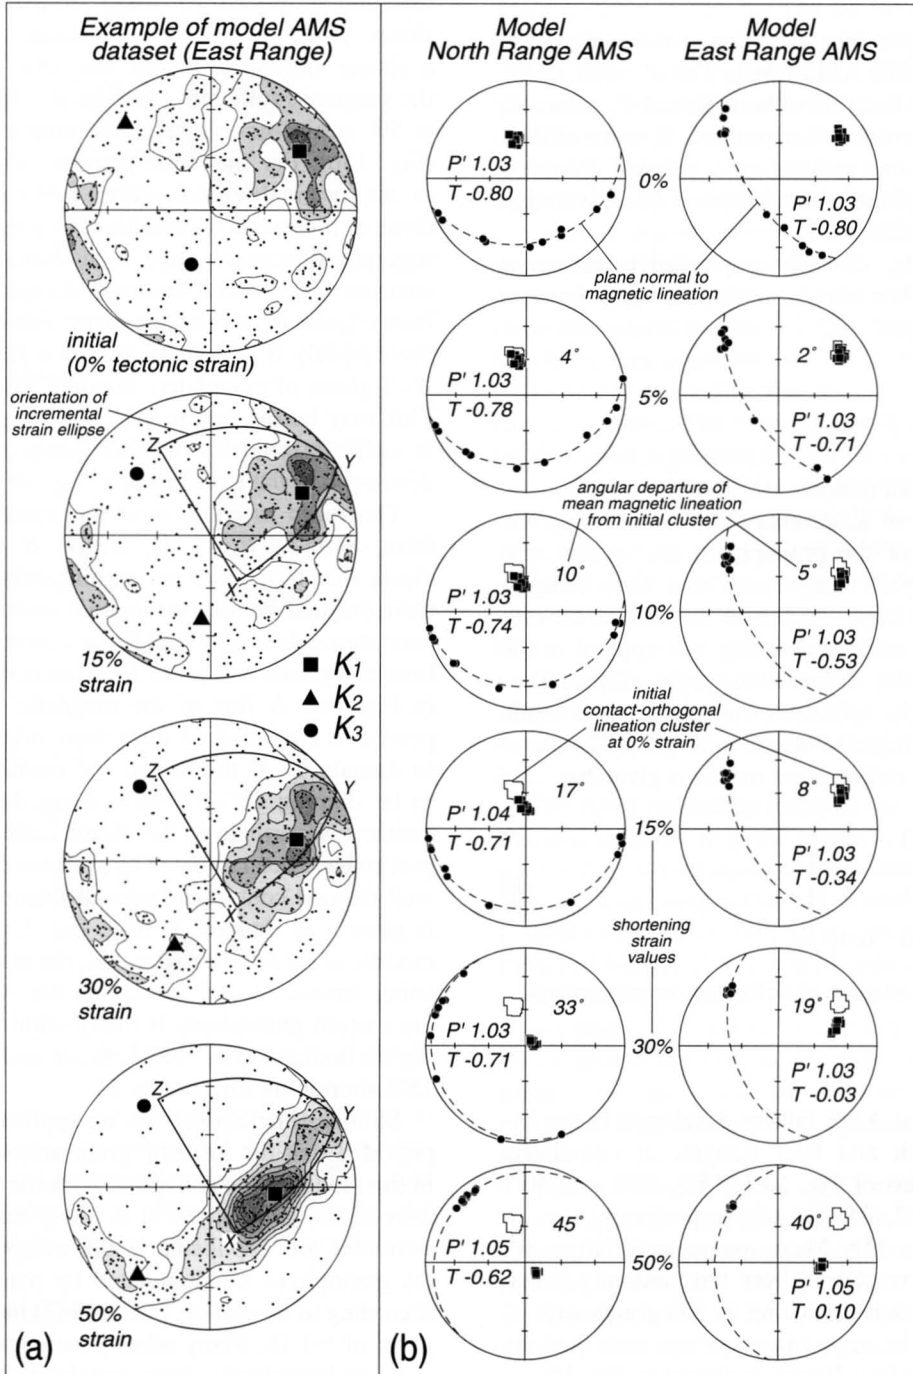 Example of model AMS
dataset (East Range)
initial
(0% tectonic strain)
orientation of
incremental
strain ellipse
Z
Y
X
15%
strain
K1
K2
K3
Z
Y
X
30%
strain
Z
Y
X
50%
strain
(a)
Model
North Range AMS
Model
East Range AMS
P' 1.03
T -0.80
0%
P' 1.03
T -0.80
plane normal to
magnetic lineation
4°
P' 1.03
T -0.78
5%
2°
P' 1.03
T -0.71
angular departure of
mean magnetic lineation
from initial cluster
10°
P' 1.03
T -0.74
10%
5°
P' 1.03
T -0.53
initial
contact-orthogonal
lineation cluster
at 0% strain
17°
P' 1.04
T -0.71
15%
8°
P' 1.03
T -0.34
shortening
strain
values
33°
P' 1.03
T -0.71
30%
19°
P' 1.03
T -0.03
45°
P' 1.05
T -0.62
50%
40°
P' 1.05
T 0.10
(b)